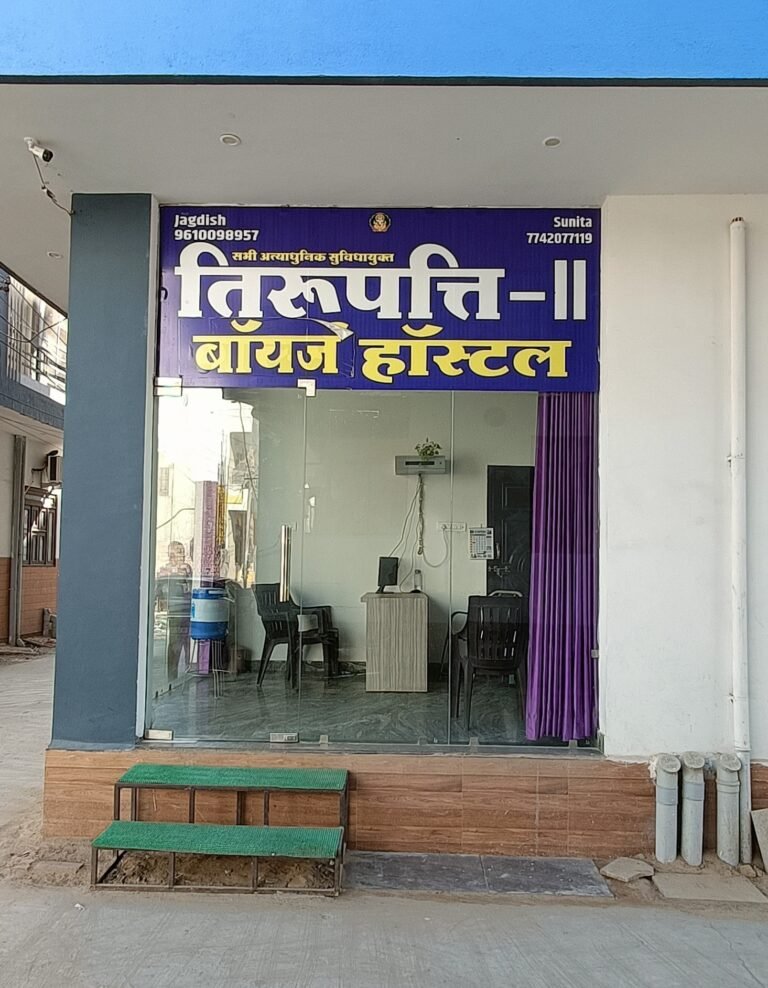 Jagdish
9610098957
Sunita
7742077119
सभी अत्याधुनिक सुविधायुक्त
तिरूपत्ति-II
बॉयज हॉस्टल